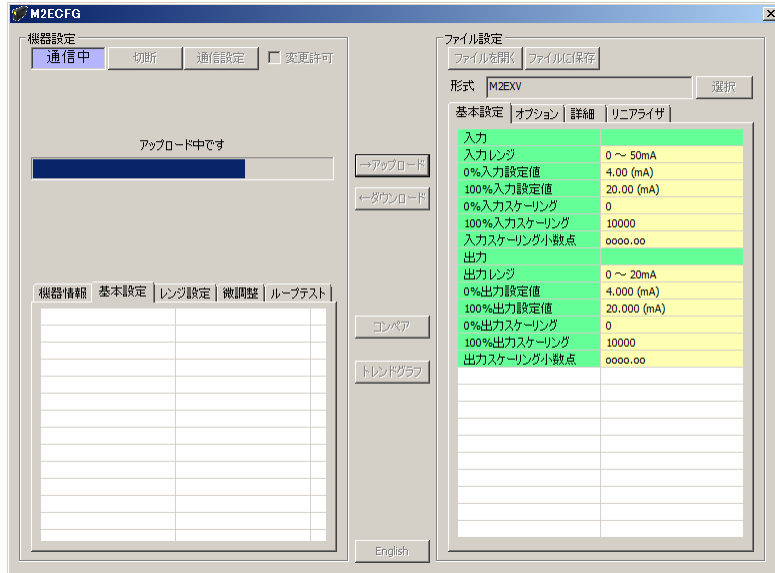 M2ECFG
機器設定
通信中 切断 通信設定 変更許可
アップロード中です
機器情報 基本設定 レンジ設定 微調整 ループテスト
→アップロード
←ダウンロード
コンペア
トレンドグラフ
English
ファイル設定
ファイルを開く ファイルに保存
形式 M2EXV 選択
基本設定 オプション 詳細 リニアライザ
入力
入力レンジ 0 ～ 50mA
0%入力設定値 4.00 (mA)
100%入力設定値 20.00 (mA)
0%入力スケーリング 0
100%入力スケーリング 10000
入力スケーリング小数点 oooo.oo
出力
出力レンジ 0 ～ 20mA
0%出力設定値 4.000 (mA)
100%出力設定値 20.000 (mA)
0%出力スケーリング 0
100%出力スケーリング 10000
出力スケーリング小数点 oooo.oo